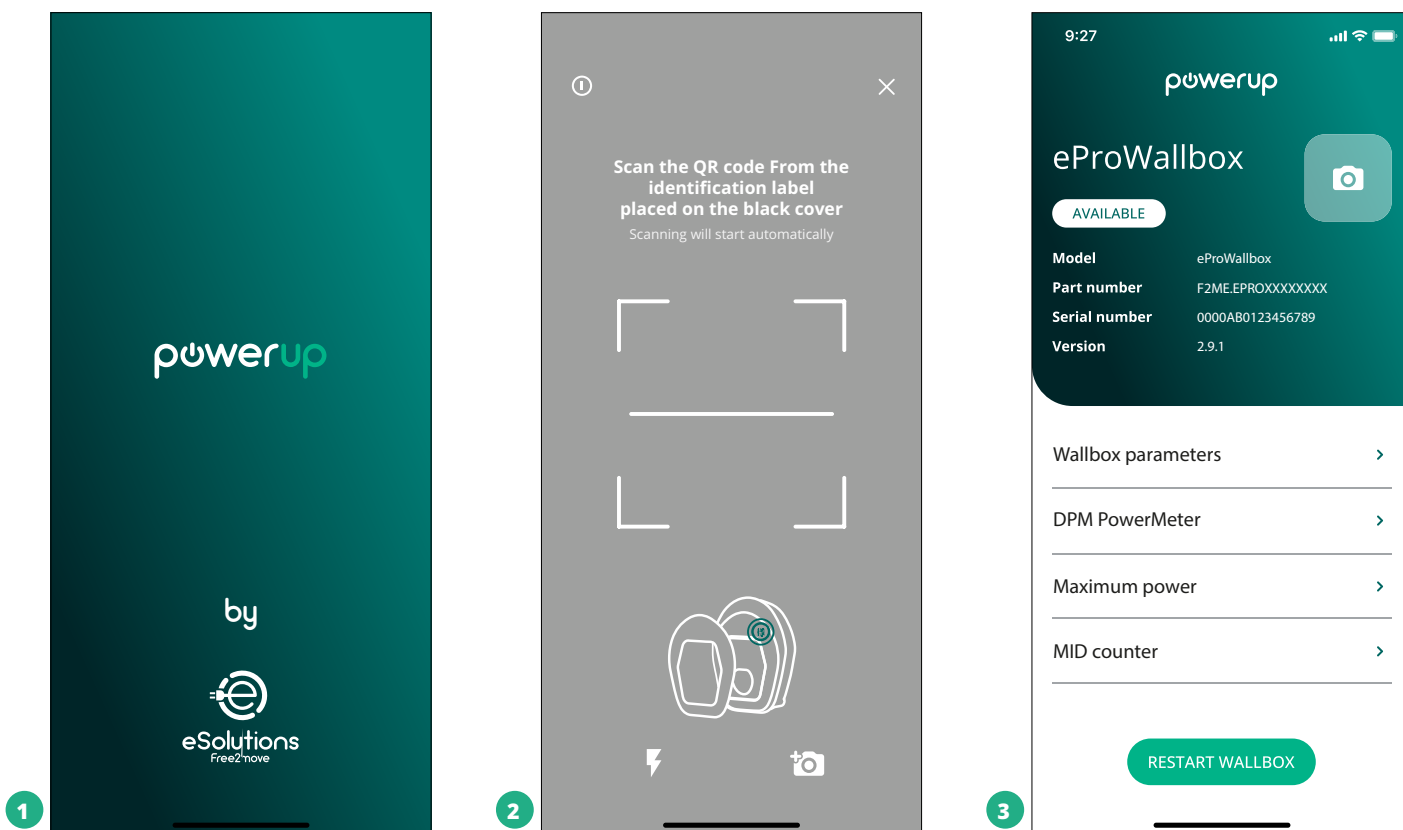 powerup
by
eSolutions
Free2move
1
Scan the QR code From the
identification label
placed on the black cover
Scanning will start automatically
2
9:27
powerup
eProWallbox
AVAILABLE
Model eProWallbox
Part number F2ME.EPROXXXXXXXX
Serial number 0000AB0123456789
Version 2.9.1
Wallbox parameters
DPM PowerMeter
Maximum power
MID counter
RESTART WALLBOX
3